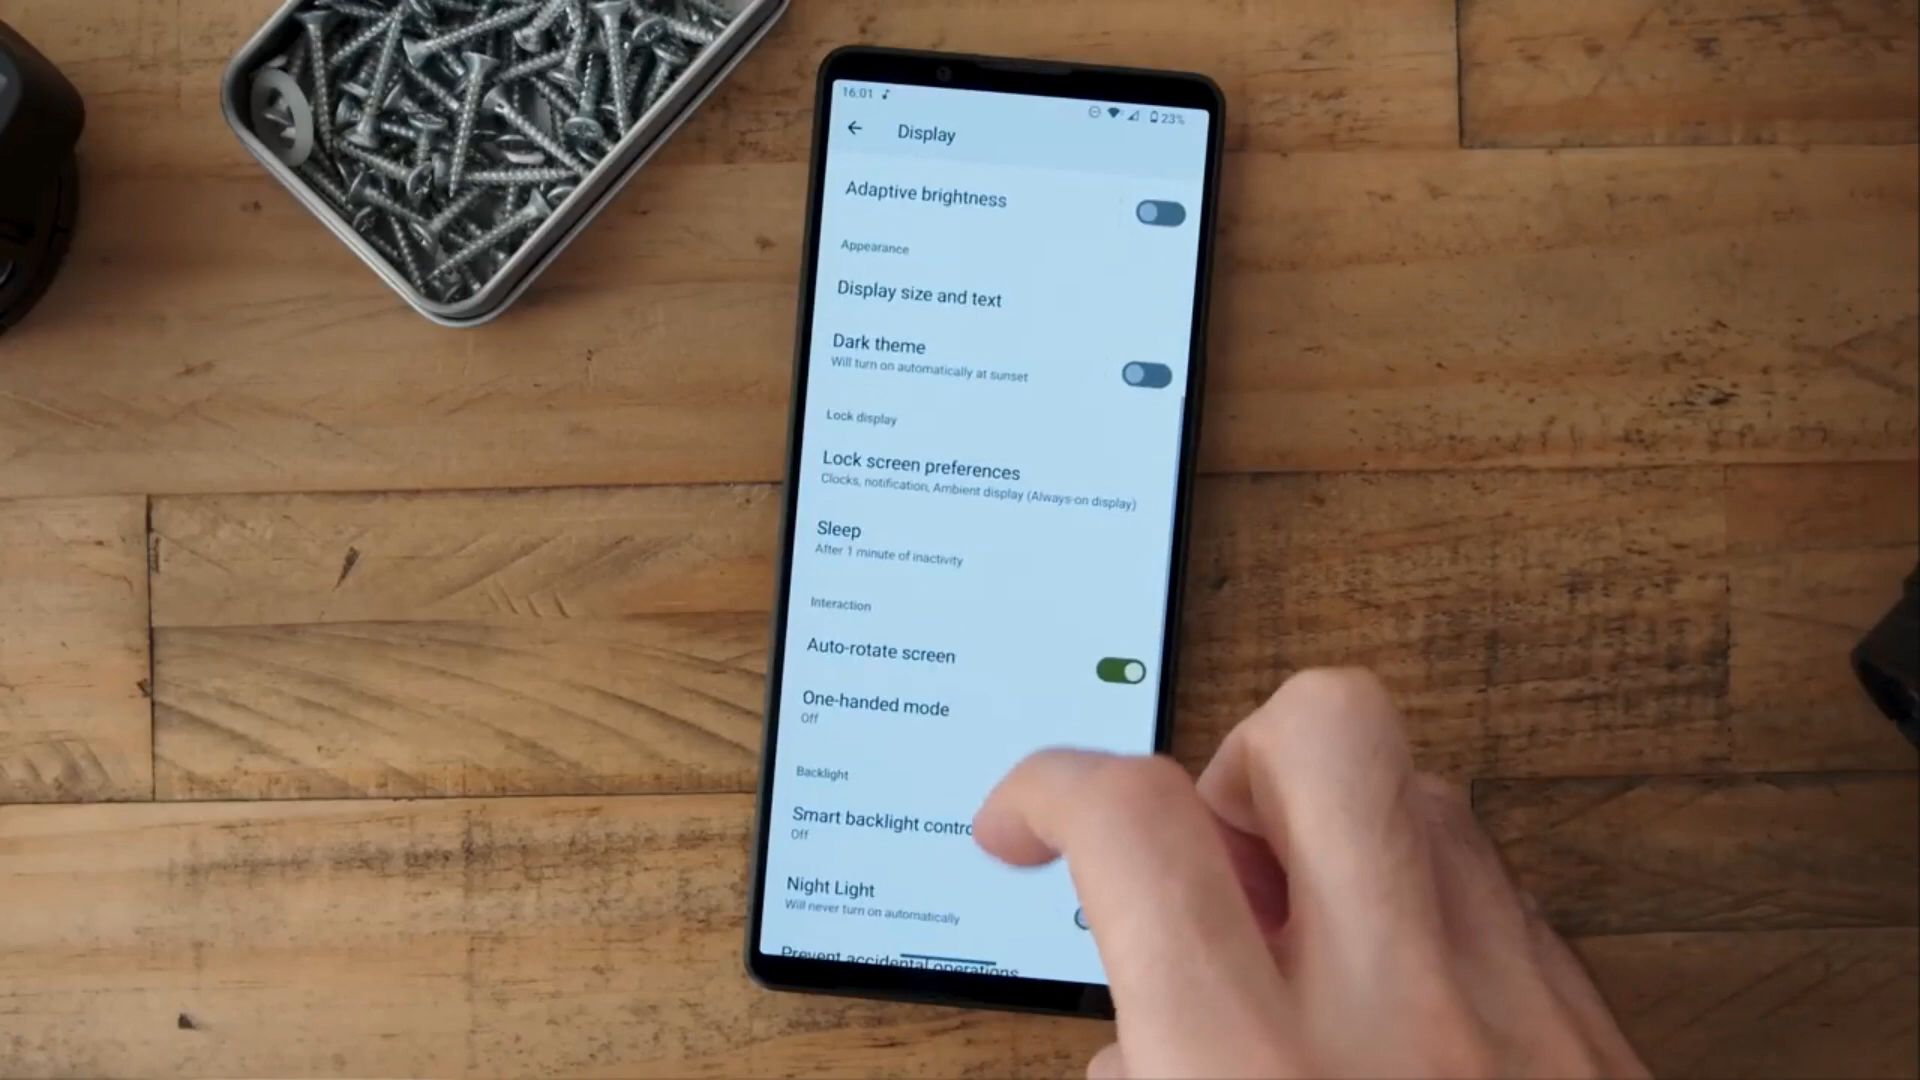 16:01
23%
Display
Adaptive brightness
Appearance
Display size and text
Dark theme
Will turn on automatically at sunset
Lock display
Lock screen preferences
Clocks, notification, Ambient display (Always-on display)
Sleep
After 1 minute of inactivity
Interaction
Auto-rotate screen
One-handed mode
Off
Backlight
Smart backlight contro
Off
Night Light
Will never turn on automatically
Prevent accidental operations